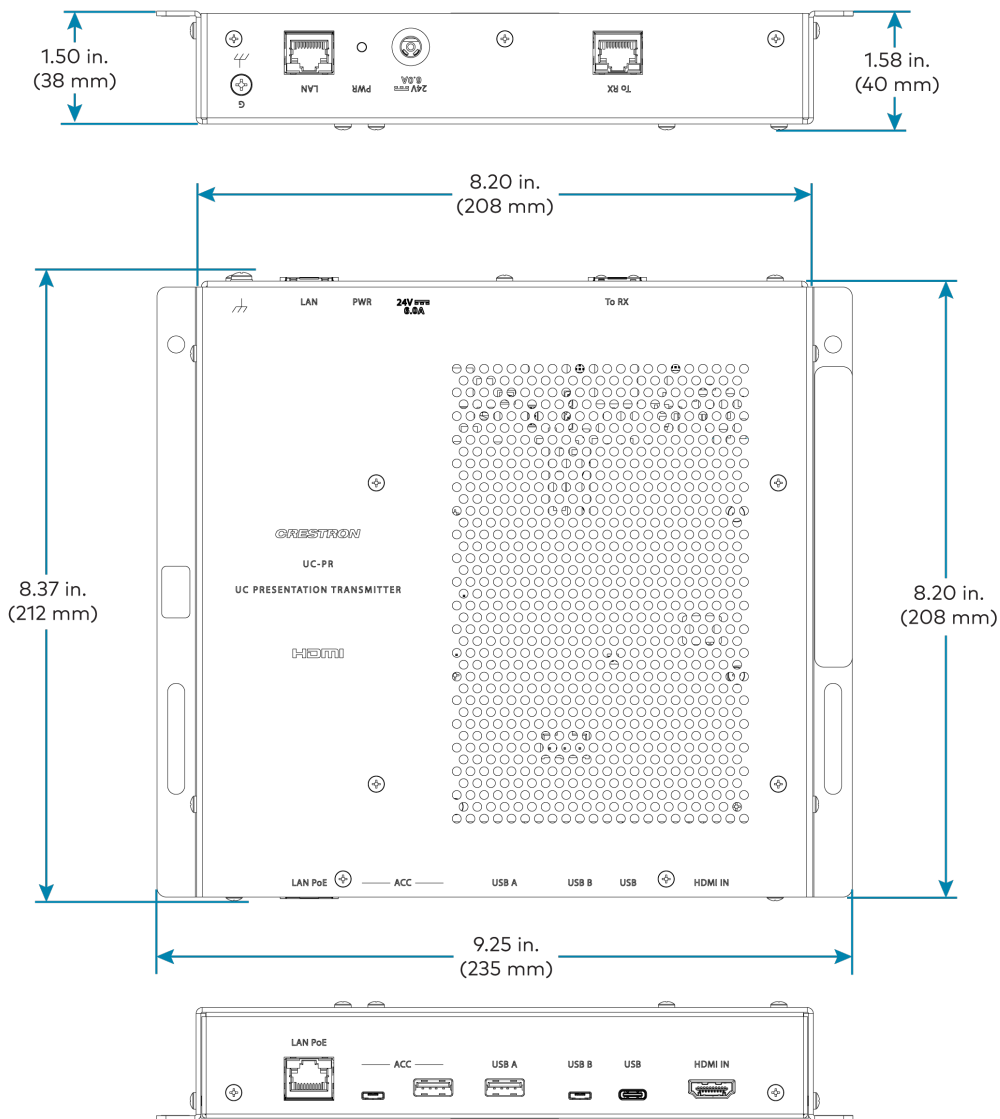 1.50 in.
(38 mm)
G
LAN
PWR
24V
6.0A
To RX
1.58 in.
(40 mm)
8.20 in.
(208 mm)
LAN
PWR
24V
6.0A
To RX
CRESTRON
UC-PR
UC PRESENTATION TRANSMITTER
HDMI
8.37 in.
(212 mm)
8.20 in.
(208 mm)
LAN PoE
ACC
USB A
USB B
USB
HDMI IN
9.25 in.
(235 mm)
LAN PoE
ACC
USB A
USB B
USB
HDMI IN